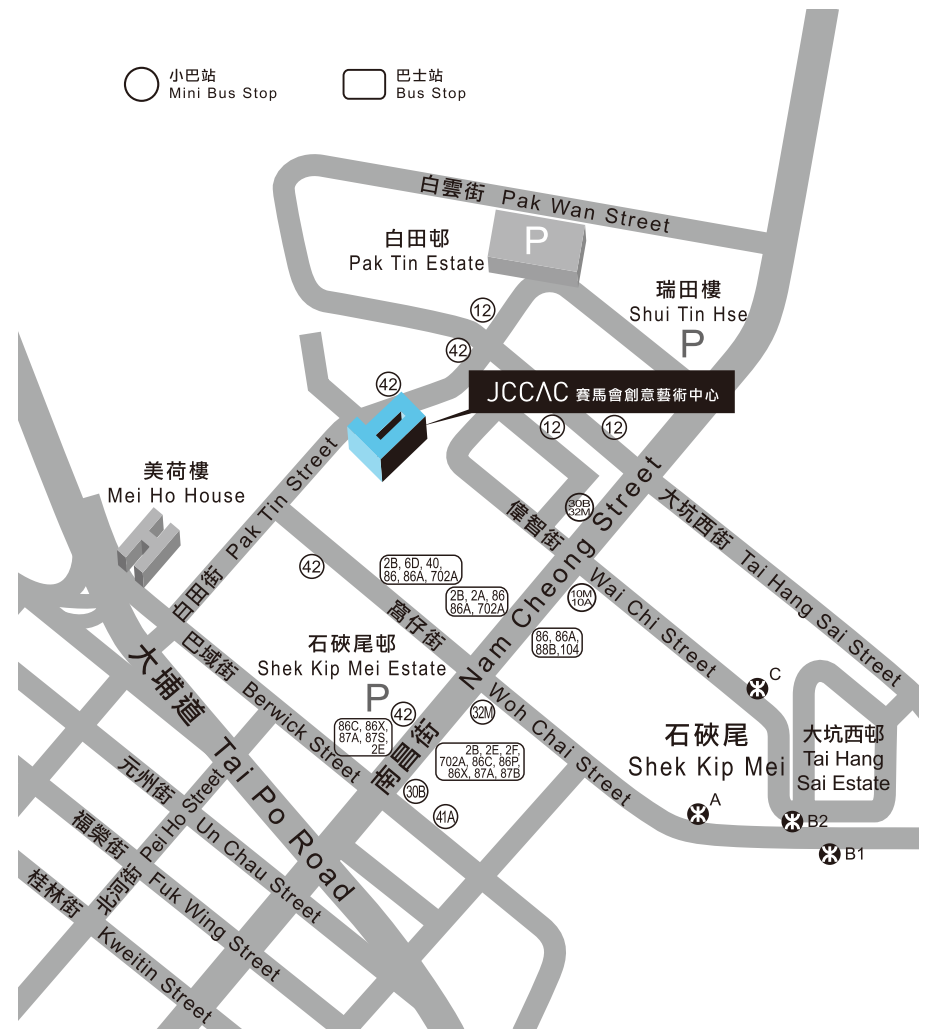 小巴站
Mini Bus Stop
巴士站
Bus Stop
白雲街 Pak Wan Street
P
白田邨
Pak Tin Estate
瑞田樓
Shui Tin Hse
P
12
42
42
JCCAC 賽馬會創意藝術中心
12
12
美荷樓
Mei Ho House
白田街 Pak Tin Street
30B
32M
偉智街 Wai Chi Street
大坑西街 Tai Hang Sai Street
42
2B, 6D, 40,
86, 86A, 702A
2B, 2A, 86
86A, 702A
10M
10A
窩仔街 Woh Chai Street
86, 86A,
88B,104
南昌街 Nam Cheong Street
巴域街 Berwick Street
石硤尾邨
Shek Kip Mei Estate
P
42
32M
86C, 86X,
87A, 87S,
2E
2B, 2E, 2F,
702A, 86C, 86P,
86X, 87A, 87B
30B
41A
大埔道 Tai Po Road
C
石硤尾
Shek Kip Mei
大坑西邨
Tai Hang
Sai Estate
A
B2
B1
元州街 Un Chau Street
北河街 Pei Ho Street
福榮街 Fuk Wing Street
桂林街 Kweitin Street